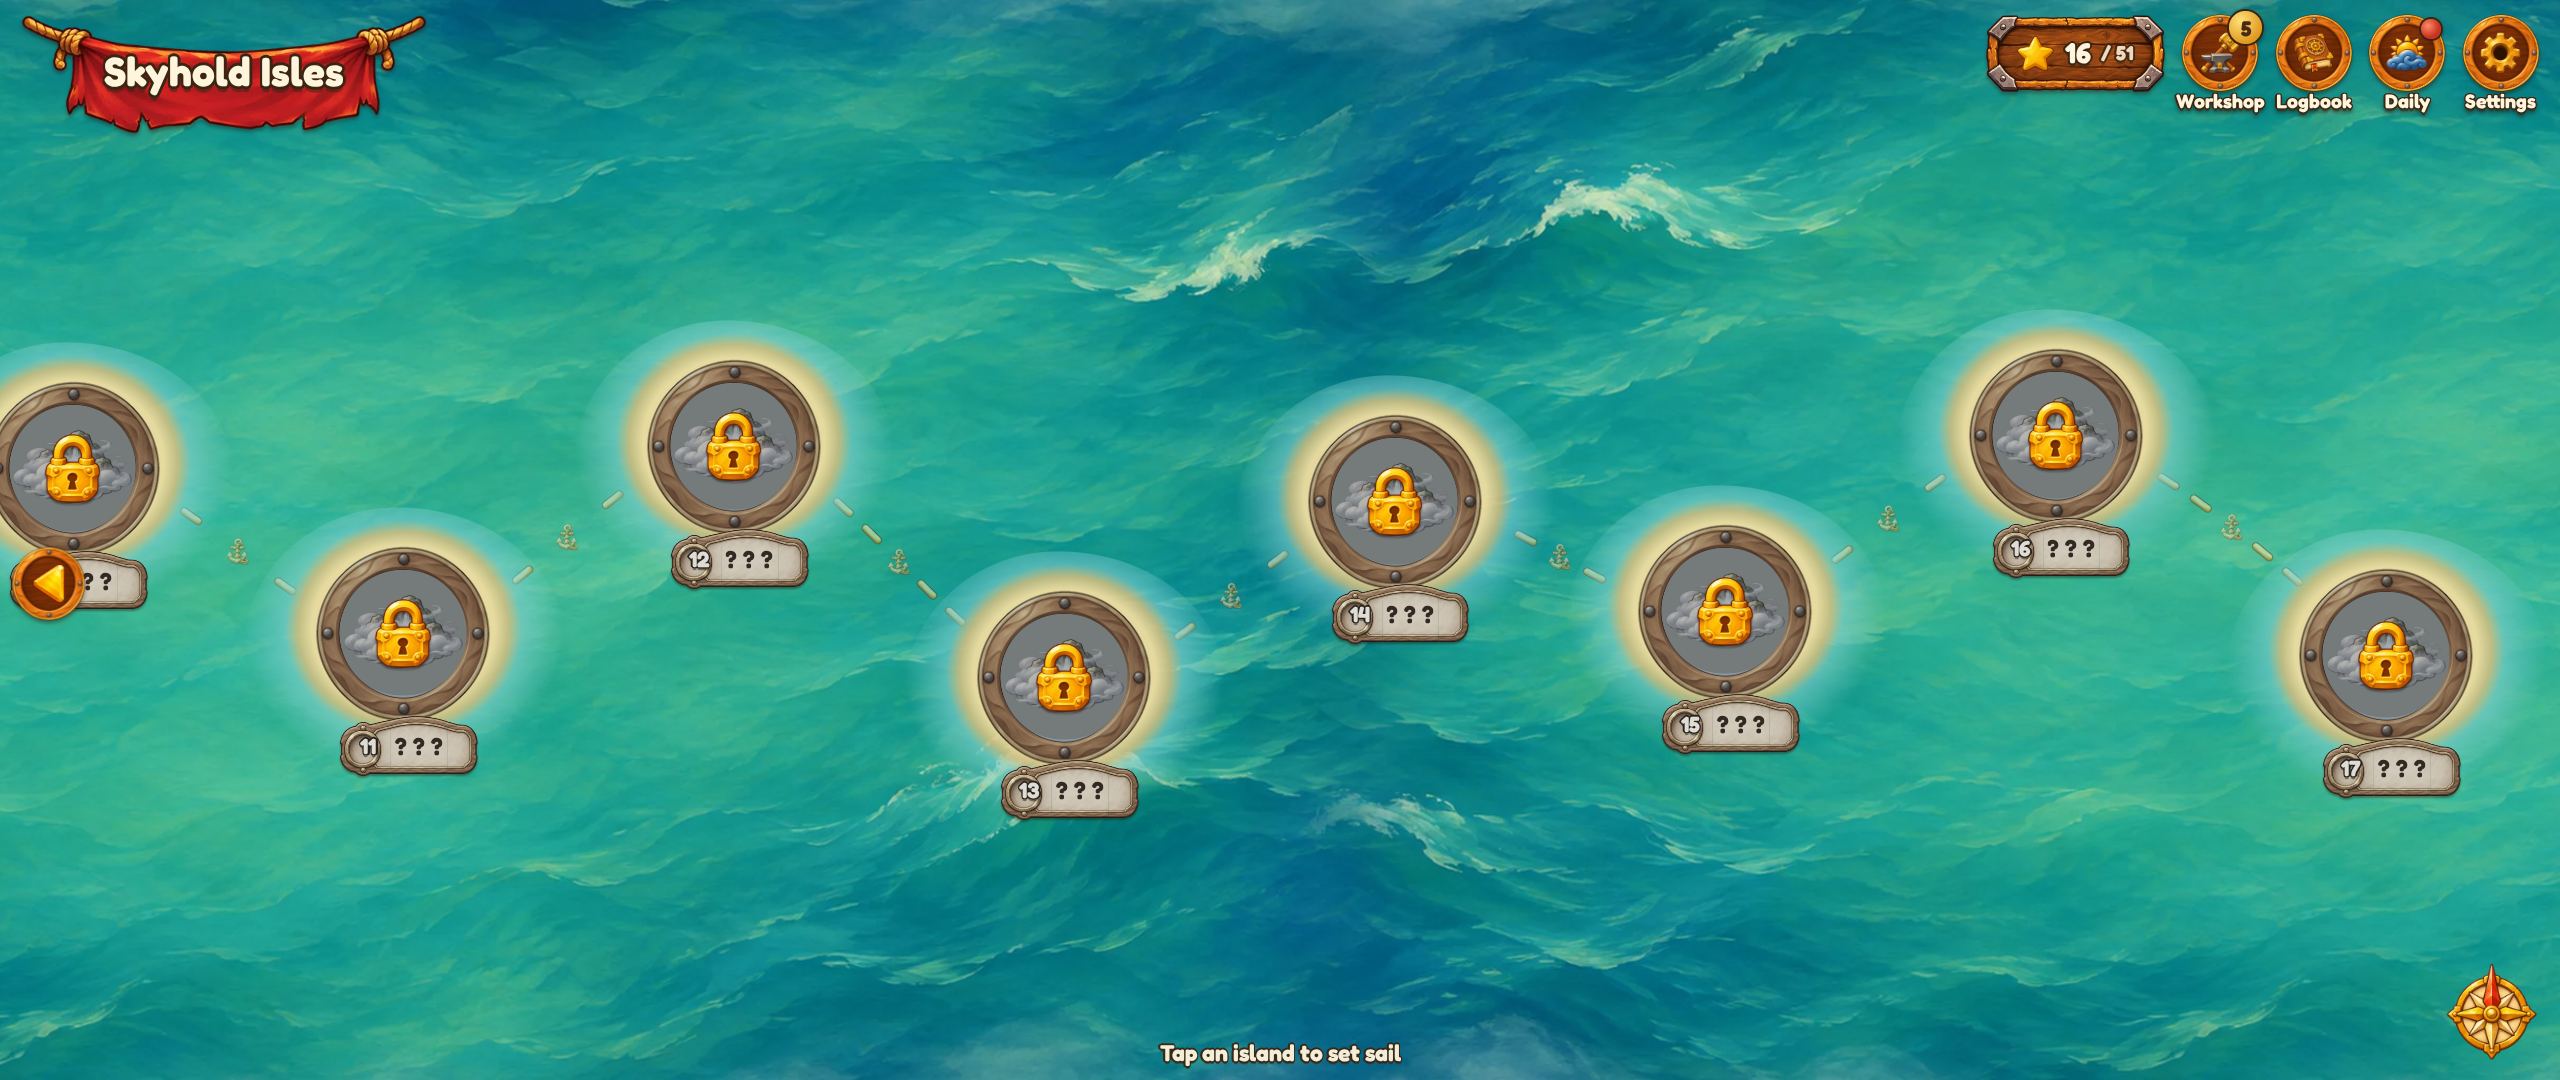 Skyhold Isles
16 / 51
5
Workshop
Logbook
Daily
Settings
??
11 ???
12 ???
13 ???
14 ???
15 ???
16 ???
17 ???
Tap an island to set sail